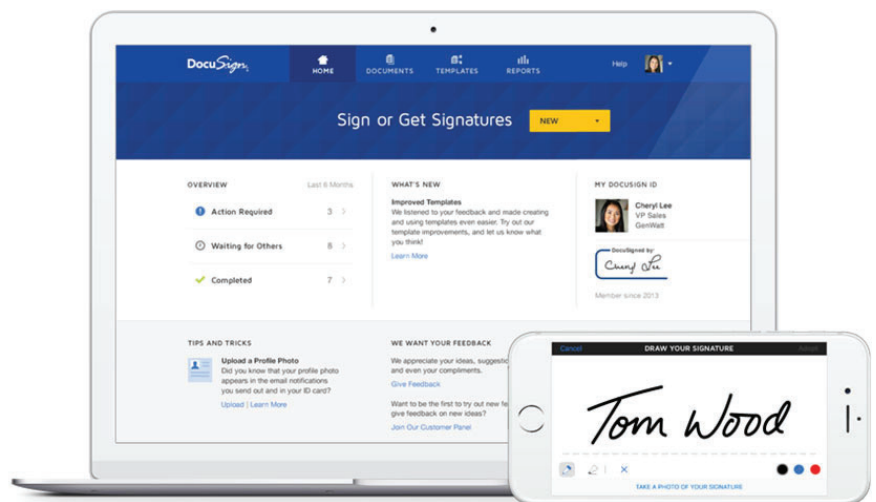 DocuSign
HOME
DOCUMENTS
TEMPLATES
REPORTS
Help
Sign or Get Signatures
NEW
OVERVIEW
Last 6 Months
Action Required 3
Waiting for Others 8
Completed 7
WHAT'S NEW
Improved Templates
We listened to your feedback and made creating
and using templates even easier. Try out our
template improvements, and let us know what
you think!
Learn More
MY DOCUSIGN ID
Cheryl Lee
VP Sales
GenWatt
DocuSigned by:
Cheryl Lee
Member since 2013
TIPS AND TRICKS
Upload a Profile Photo
Did you know that your profile photo
appears in the email notifications
you send out and in your ID card?
Upload | Learn More
WE WANT YOUR FEEDBACK
We appreciate your ideas, suggestic
and even your compliments.
Give Feedback
Want to be the first to try out new fe
give feedback on new ideas?
Join Our Customer Panel
Cancel
DRAW YOUR SIGNATURE
Adopt
Tom Wood
TAKE A PHOTO OF YOUR SIGNATURE